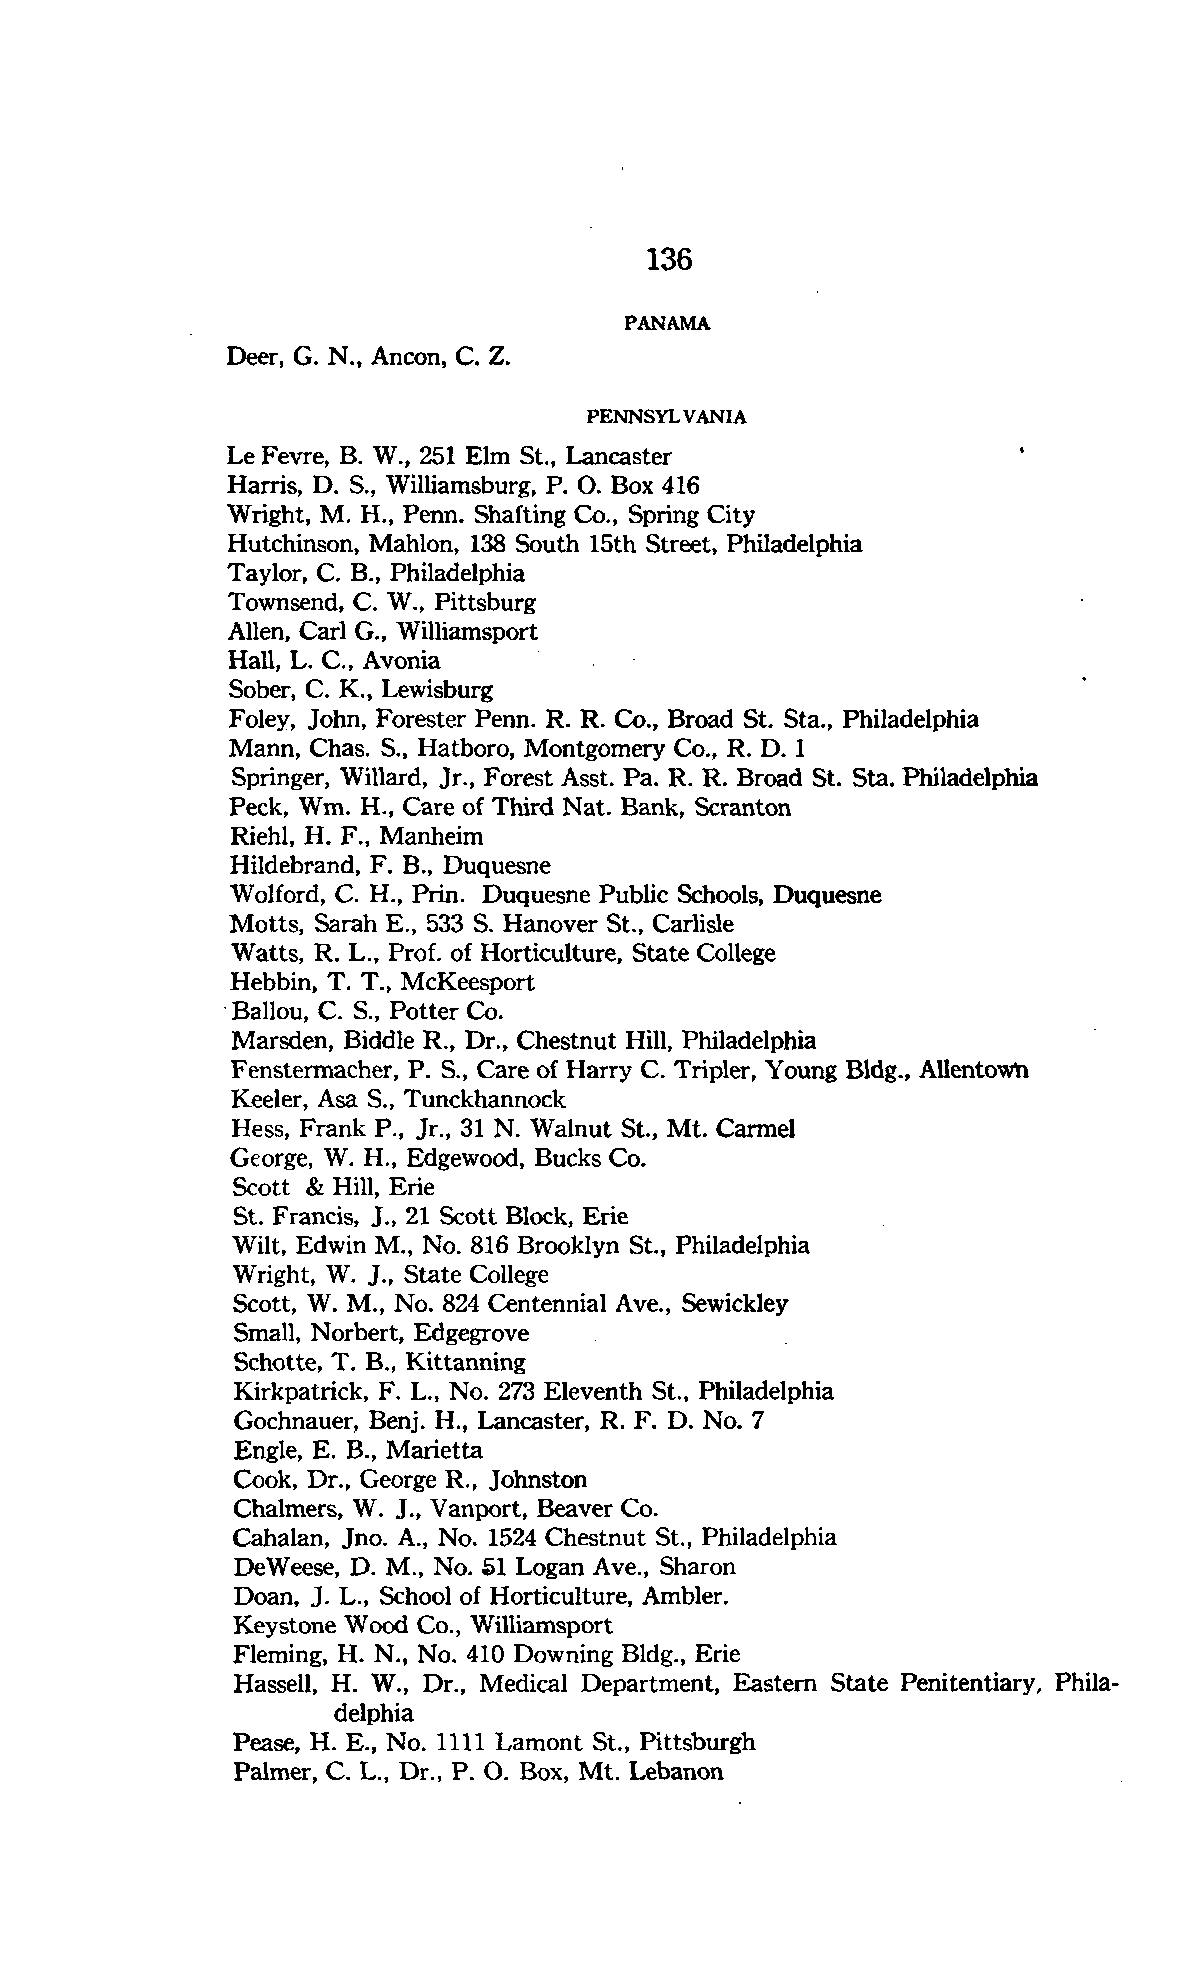 136
PANAMA
Deer, G. N., Ancon, C. Z.
PENNSYLVANIA
Le Fevre, B. W., 251 Elm St., Lancaster
Harris, D. S., Williamsburg, P. O. Box 416
Wright, M. H., Penn. Shafting Co., Spring City
Hutchinson, Mahlon, 138 South 15th Street, Philadelphia
Taylor, C. B., Philadelphia
Townsend, C. W., Pittsburg
Allen, Carl G., Williamsport
Hall, L. C., Avonia
Sober, C. K., Lewisburg
Foley, John, Forester Penn. R. R. Co., Broad St. Sta., Philadelphia
Mann, Chas. S., Hatboro, Montgomery Co., R. D. 1
Springer, Willard, Jr., Forest Asst. Pa. R. R. Broad St. Sta. Philadelphia
Peck, Wm. H., Care of Third Nat. Bank, Scranton
Riehl, H. F., Manheim
Hildebrand, F. B., Duquesne
Wolford, C. H., Prin. Duquesne Public Schools, Duquesne
Motts, Sarah E., 533 S. Hanover St., Carlisle
Watts, R. L., Prof. of Horticulture, State College
Hebbin, T. T., McKeesport
Ballou, C. S., Potter Co.
Marsden, Biddle R., Dr., Chestnut Hill, Philadelphia
Fenstermacher, P. S., Care of Harry C. Tripler, Young Bldg., Allentown
Keeler, Asa S., Tunckhannock
Hess, Frank P., Jr., 31 N. Walnut St., Mt. Carmel
George, W. H., Edgewood, Bucks Co.
Scott & Hill, Erie
St. Francis, J., 21 Scott Block, Erie
Wilt, Edwin M., No. 816 Brooklyn St., Philadelphia
Wright, W. J., State College
Scott, W. M., No. 824 Centennial Ave., Sewickley
Small, Norbert, Edgegrove
Schotte, T. B., Kittanning
Kirkpatrick, F. L., No. 273 Eleventh St., Philadelphia
Gochnauer, Benj. H., Lancaster, R. F. D. No. 7
Engle, E. B., Marietta
Cook, Dr., George R., Johnston
Chalmers, W. J., Vanport, Beaver Co.
Cahalan, Jno. A., No. 1524 Chestnut St., Philadelphia
DeWeese, D. M., No. 51 Logan Ave., Sharon
Doan, J. L., School of Horticulture, Ambler.
Keystone Wood Co., Williamsport
Fleming, H. N., No. 410 Downing Bldg., Erie
Hassell, H. W., Dr., Medical Department, Eastern State Penitentiary, Phila-
delphia
Pease, H. E., No. 1111 Lamont St., Pittsburgh
Palmer, C. L., Dr., P. O. Box, Mt. Lebanon